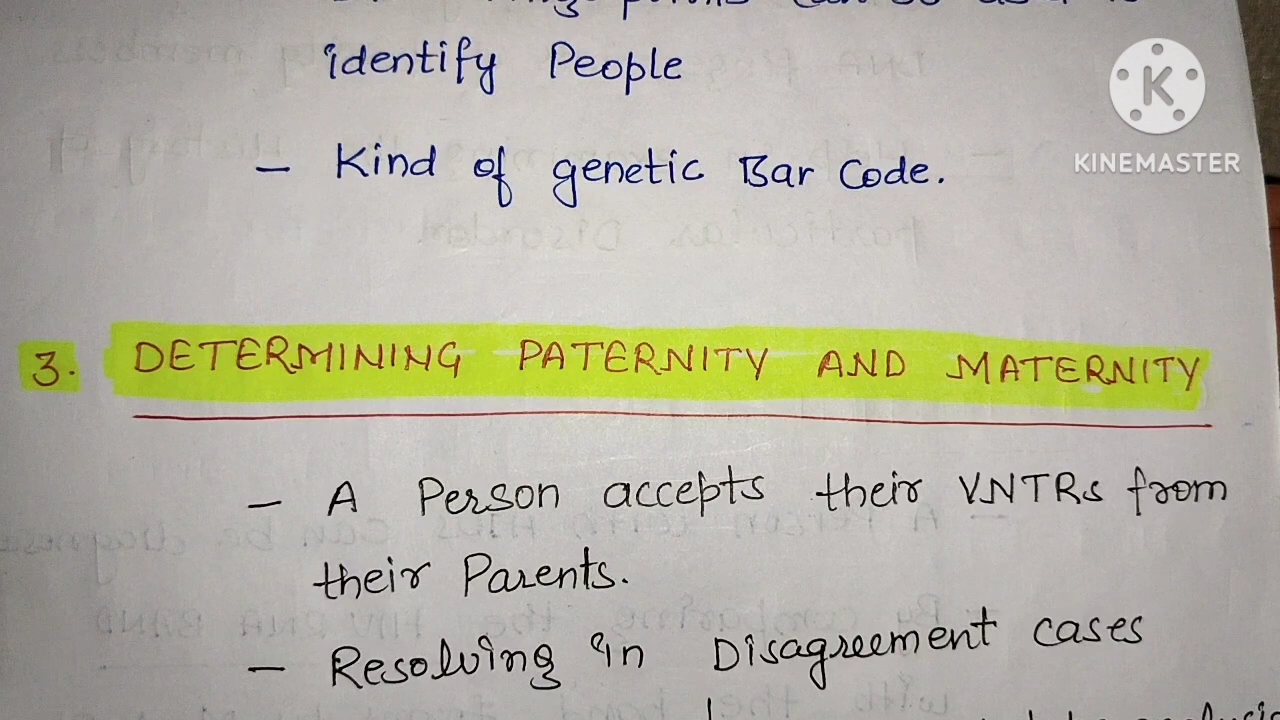 identify People
- Kind of genetic Bar Code.
KINEMASTER
3. DETERMINING PATERNITY AND MATERNITY
- A Person accepts their VNTRs from
their Parents.
- Resolving in Disagreement cases